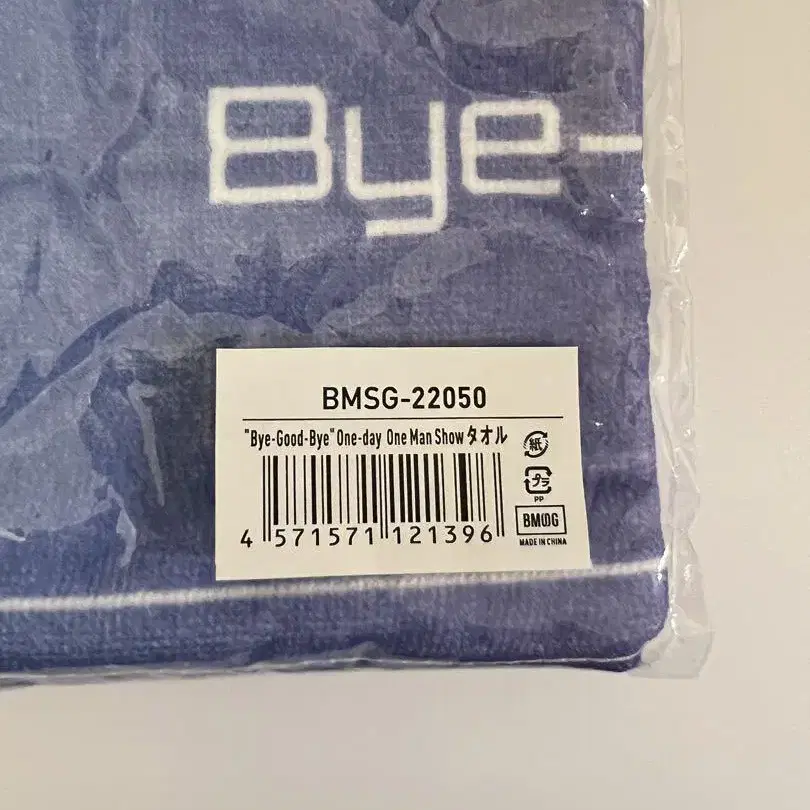 Bye-
BMSG-22050
"Bye-Good-Bye" One-day One Man Show タオル
紙
プラ
PP
BMSG
MADE IN CHINA
4 571571 121396